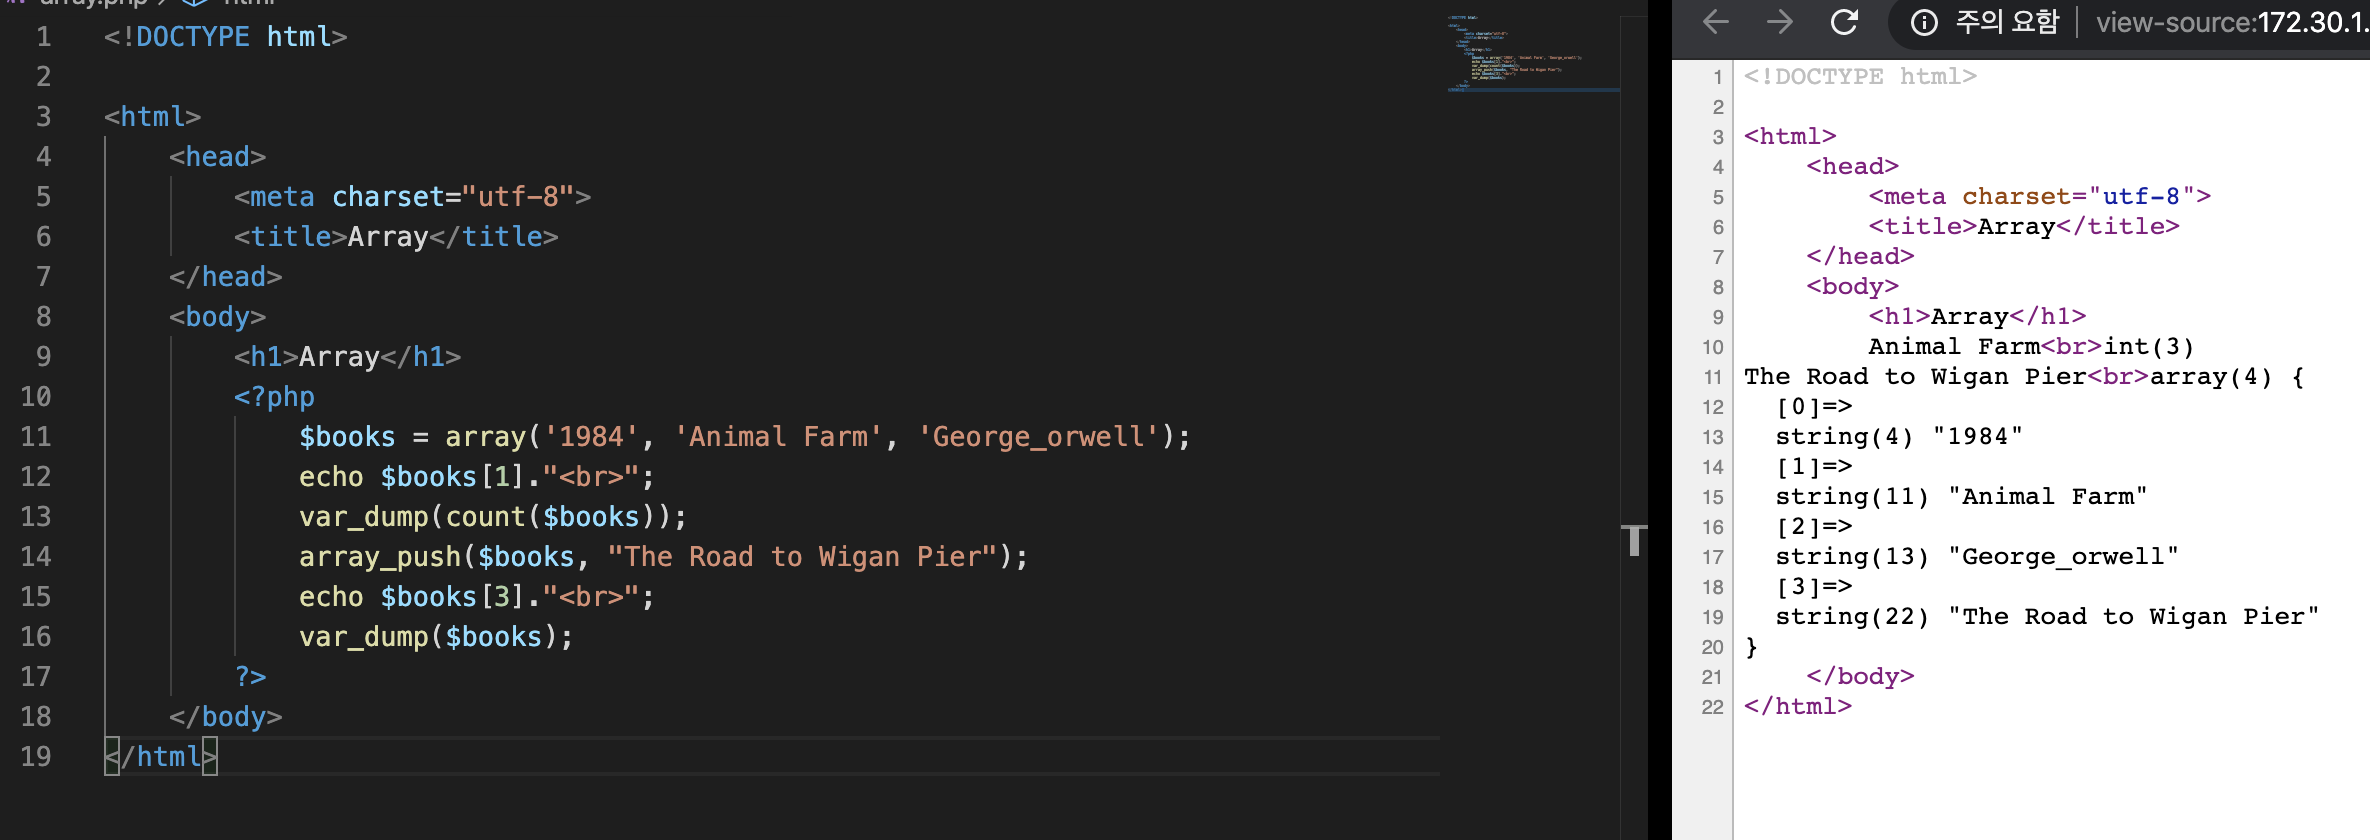 array.php > html
1 <!DOCTYPE html>
2
3 <html>
4     <head>
5         <meta charset="utf-8">
6         <title>Array</title>
7     </head>
8     <body>
9         <h1>Array</h1>
10         <?php
11             $books = array('1984', 'Animal Farm', 'George_orwell');
12             echo $books[1]."<br>";
13             var_dump(count($books));
14             array_push($books, "The Road to Wigan Pier");
15             echo $books[3]."<br>";
16             var_dump($books);
17         ?>
18     </body>
19 </html>
주의 요함 | view-source:172.30.1.
1 <!DOCTYPE html>
2
3 <html>
4     <head>
5         <meta charset="utf-8">
6         <title>Array</title>
7     </head>
8     <body>
9         <h1>Array</h1>
10         Animal Farm<br>int(3)
11 The Road to Wigan Pier<br>array(4) {
12   [0]=>
13   string(4) "1984"
14   [1]=>
15   string(11) "Animal Farm"
16   [2]=>
17   string(13) "George_orwell"
18   [3]=>
19   string(22) "The Road to Wigan Pier"
20 }
21     </body>
22 </html>